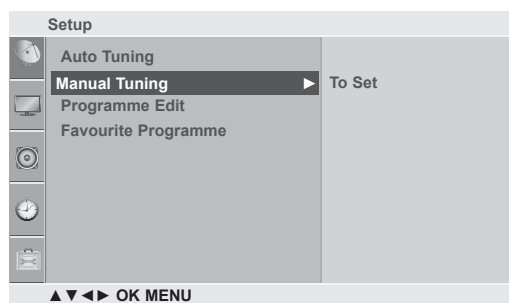 Setup
Auto Tuning
Manual Tuning ► To Set
Programme Edit
Favourite Programme
▲▼◄► OK MENU